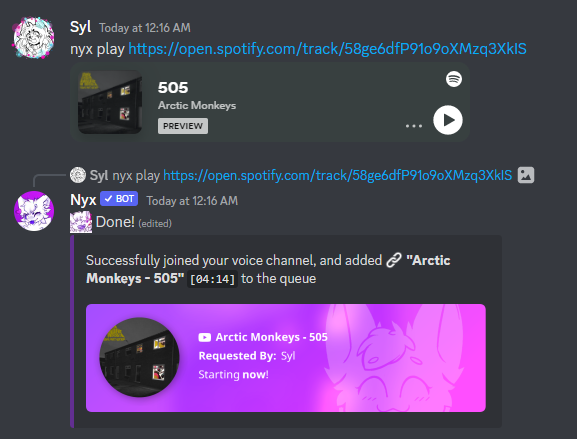 Syl Today at 12:16 AM
nyx play https://open.spotify.com/track/58ge6dfP91o9oXMzq3XkIS
505
Arctic Monkeys
PREVIEW
Syl nyx play https://open.spotify.com/track/58ge6dfP91o9oXMzq3XkIS
Nyx BOT Today at 12:16 AM
Done! (edited)
Successfully joined your voice channel, and added "Arctic
Monkeys - 505" [04:14] to the queue
Arctic Monkeys - 505
Requested By: Syl
Starting now!